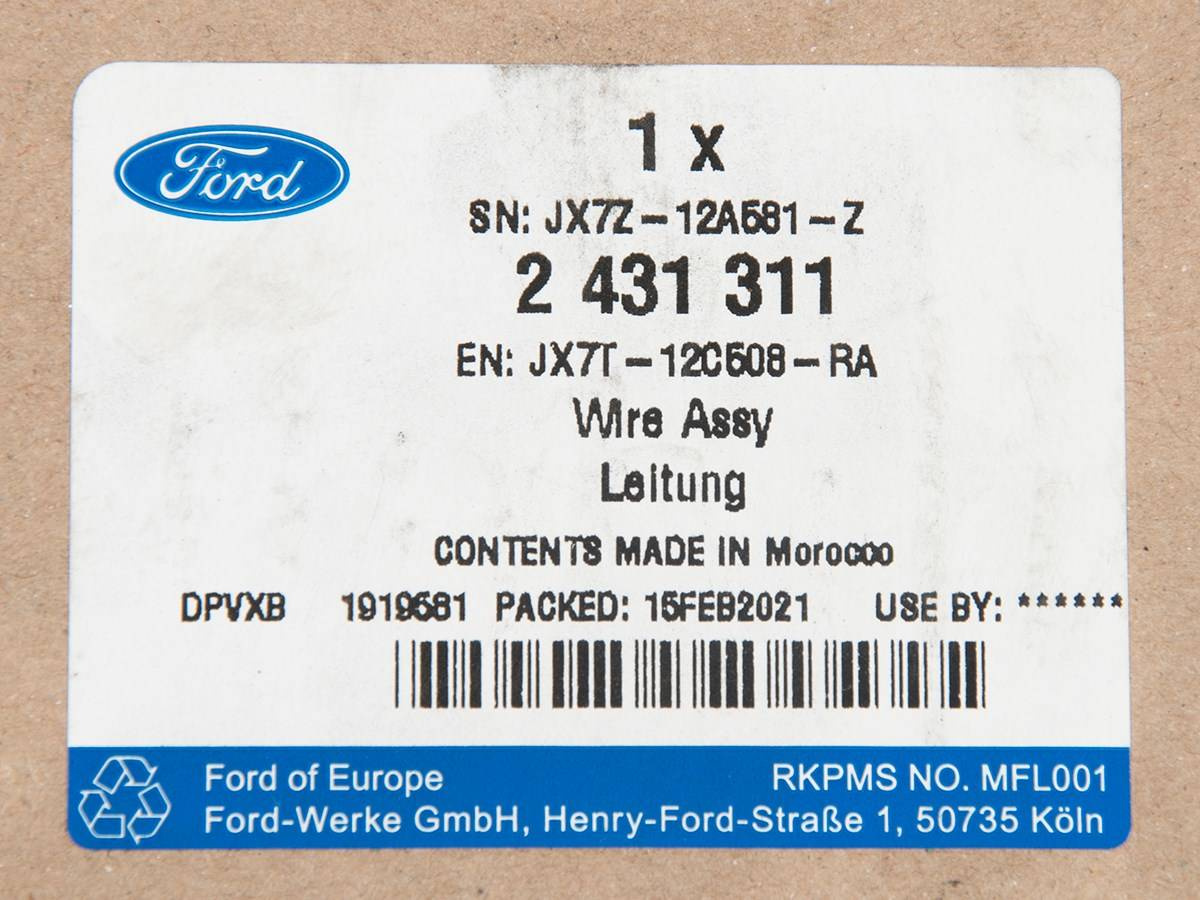 Ford
1 x
SN: JX7Z-12A581-Z
2 431 311
EN: JX7T-12C508-RA
Wire Assy
Leitung
CONTENTS MADE IN Morocco
DPVXB 1919581 PACKED: 15FEB2021 USE BY: ******
Ford of Europe RKPMS NO. MFL001
Ford-Werke GmbH, Henry-Ford-Straße 1, 50735 Köln